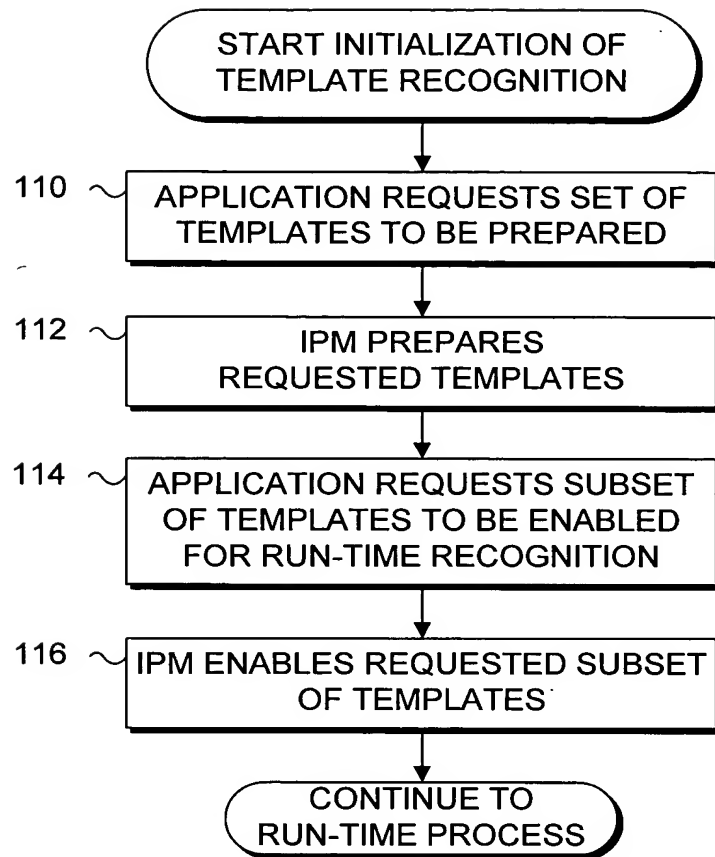 START INITIALIZATION OF
TEMPLATE RECOGNITION
110
APPLICATION REQUESTS SET OF
TEMPLATES TO BE PREPARED
112
IPM PREPARES
REQUESTED TEMPLATES
114
APPLICATION REQUESTS SUBSET
OF TEMPLATES TO BE ENABLED
FOR RUN-TIME RECOGNITION
116
IPM ENABLES REQUESTED SUBSET
OF TEMPLATES
CONTINUE TO
RUN-TIME PROCESS